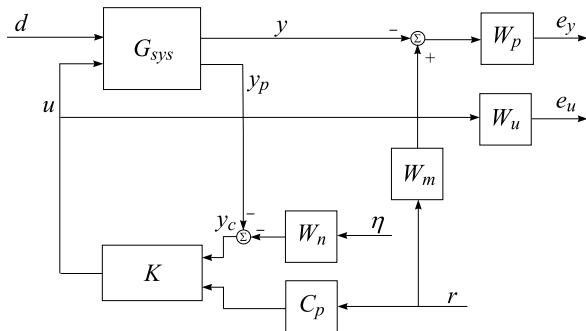 d
G_sys
y
-
Σ
+
W_p
e_y
u
y_p
W_u
e_u
W_m
y_c
-
Σ
-
W_n
η
K
C_p
r